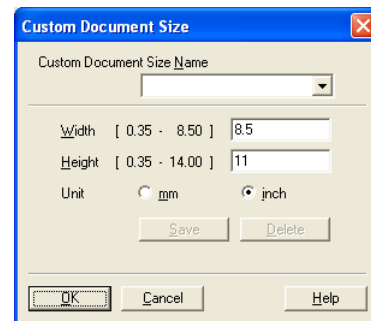 Custom Document Size
Custom Document Size Name
Width [ 0.35 - 8.50 ] 8.5
Height [ 0.35 - 14.00 ] 11
Unit mm inch
Save Delete
OK Cancel Help